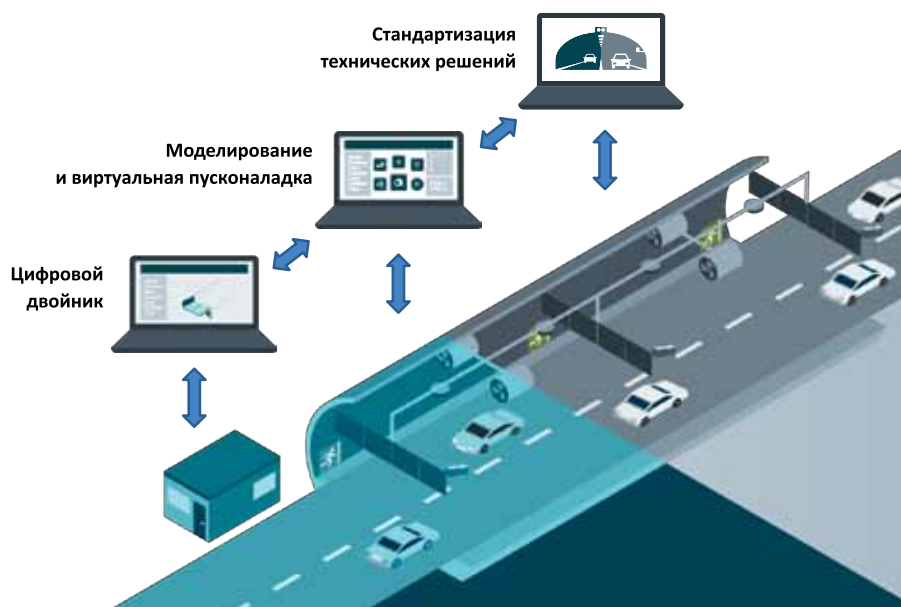 Стандартизация
технических решений
Моделирование
и виртуальная пусконаладка
Цифровой
двойник